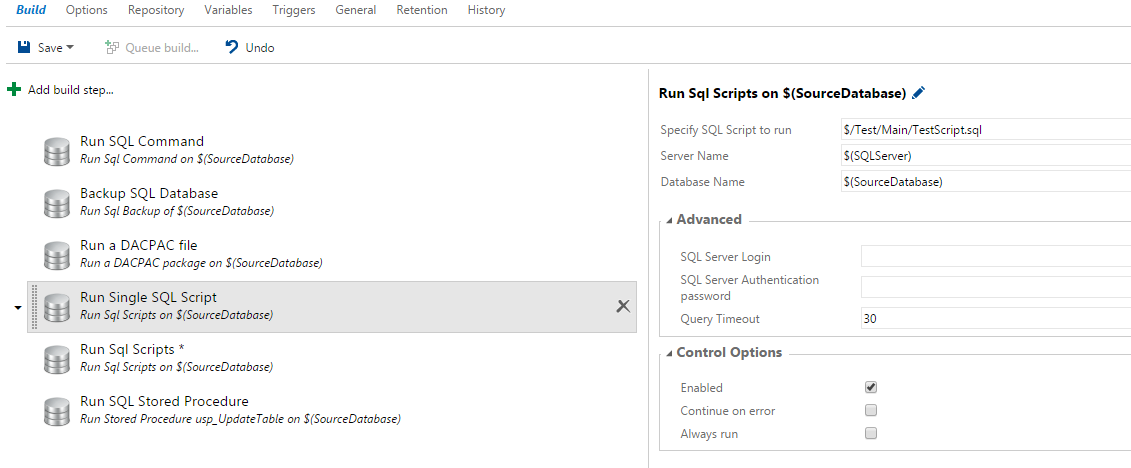 Build Options Repository Variables Triggers General Retention History
Save Queue build... Undo
Add build step...
Run SQL Command
Run Sql Command on $(SourceDatabase)
Backup SQL Database
Run Sql Backup of $(SourceDatabase)
Run a DACPAC file
Run a DACPAC package on $(SourceDatabase)
Run Single SQL Script
Run Sql Scripts on $(SourceDatabase)
Run Sql Scripts *
Run Sql Scripts on $(SourceDatabase)
Run SQL Stored Procedure
Run Stored Procedure usp_UpdateTable on $(SourceDatabase)
Run Sql Scripts on $(SourceDatabase)
Specify SQL Script to run $/Test/Main/TestScript.sql
Server Name $(SQLServer)
Database Name $(SourceDatabase)
Advanced
SQL Server Login
SQL Server Authentication
password
Query Timeout 30
Control Options
Enabled
Continue on error
Always run